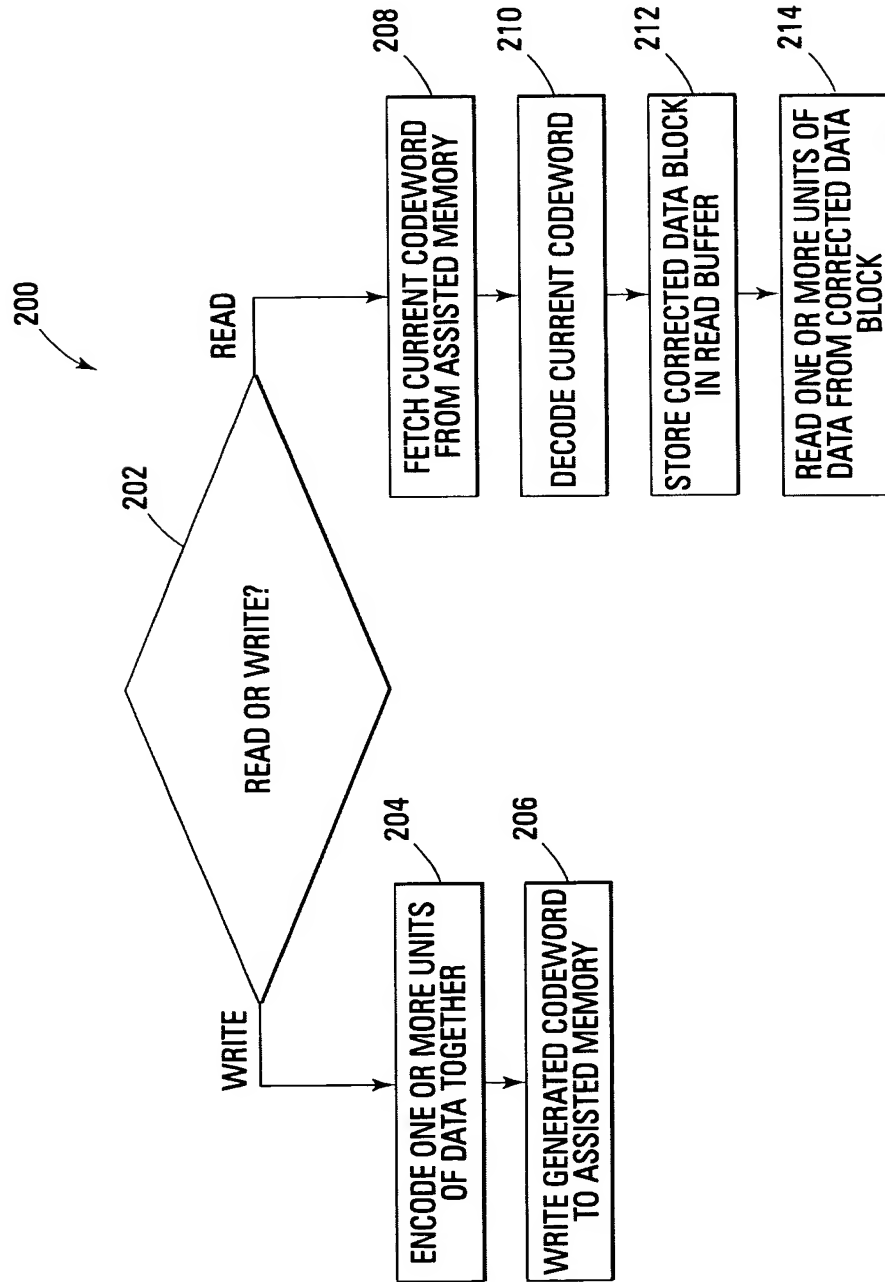 200
202
READ OR WRITE?
WRITE
READ
204
ENCODE ONE OR MORE UNITS
OF DATA TOGETHER
206
WRITE GENERATED CODEWORD
TO ASSISTED MEMORY
208
FETCH CURRENT CODEWORD
FROM ASSISTED MEMORY
210
DECODE CURRENT CODEWORD
212
STORE CORRECTED DATA BLOCK
IN READ BUFFER
214
READ ONE OR MORE UNITS OF
DATA FROM CORRECTED DATA
BLOCK